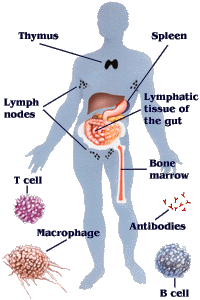 Thymus
Spleen
Lymph
nodes
Lymphatic
tissue of
the gut
Bone
marrow
T cell
Antibodies
Macrophage
B cell